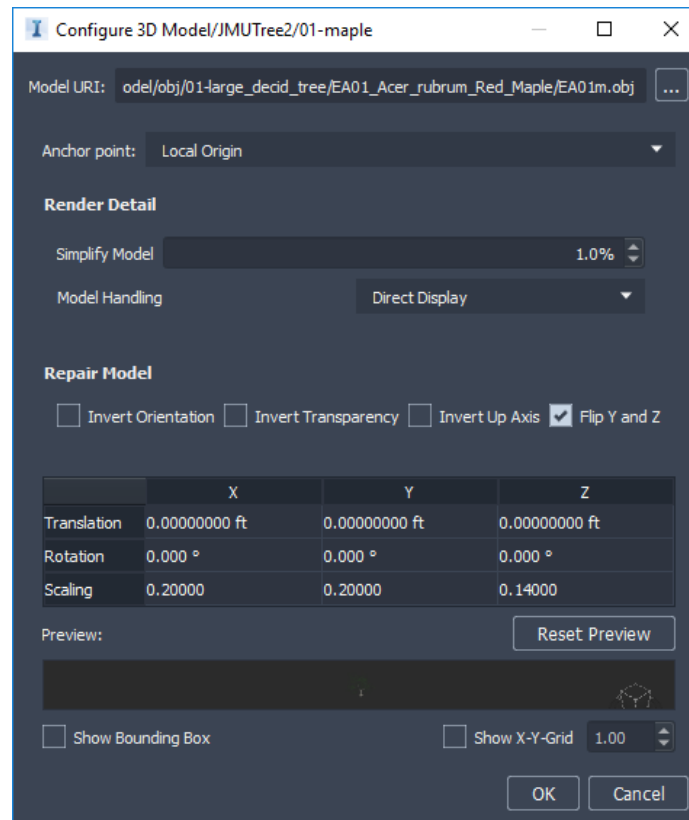 Configure 3D Model/JMUTree2/01-maple
Model URI: odel/obj/01-large_decid_tree/EA01_Acer_rubrum_Red_Maple/EA01m.obj ...
Anchor point: Local Origin
Render Detail
Simplify Model 1.0%
Model Handling Direct Display
Repair Model
Invert Orientation Invert Transparency Invert Up Axis Flip Y and Z
X Y Z
Translation 0.00000000 ft 0.00000000 ft 0.00000000 ft
Rotation 0.000 ° 0.000 ° 0.000 °
Scaling 0.20000 0.20000 0.14000
Preview: Reset Preview
Show Bounding Box Show X-Y-Grid 1.00
OK Cancel